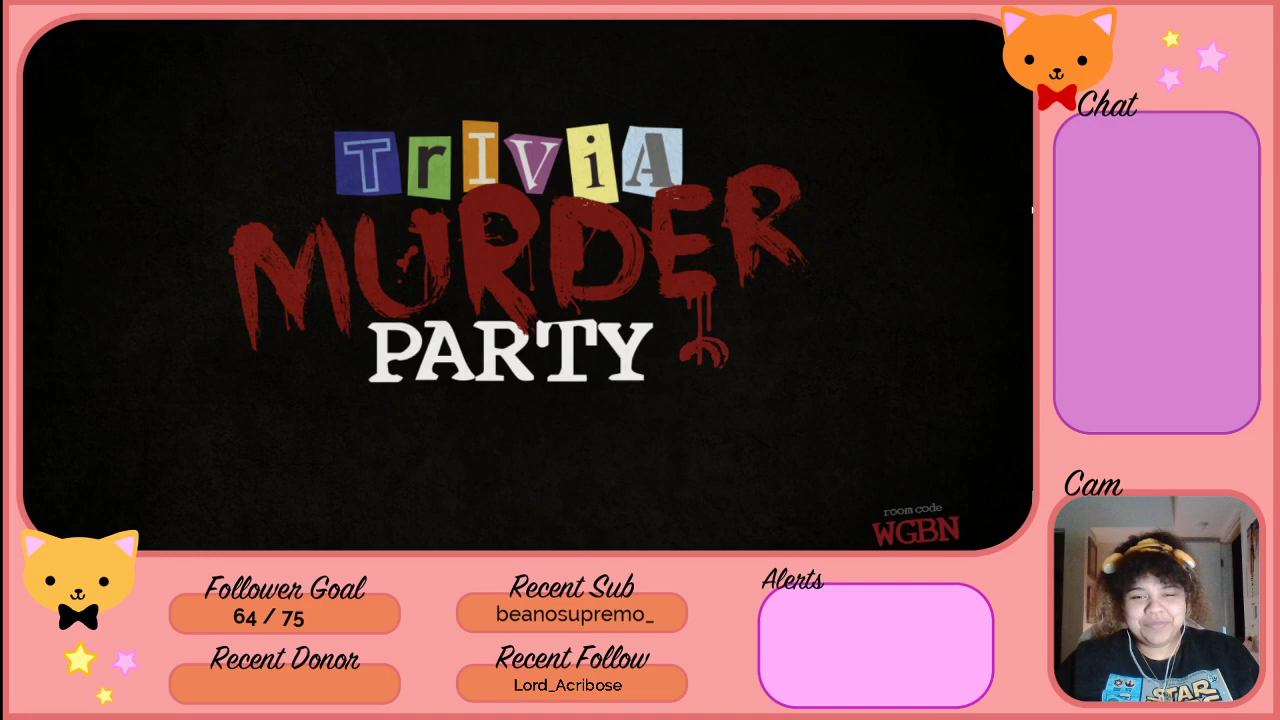 TrIViA
MURDER
PARTY
room code
WGBN
Chat
Cam
Follower Goal
64 / 75
Recent Donor
Recent Sub
beanosupremo_
Recent Follow
Lord_Acribose
Alerts
STAR